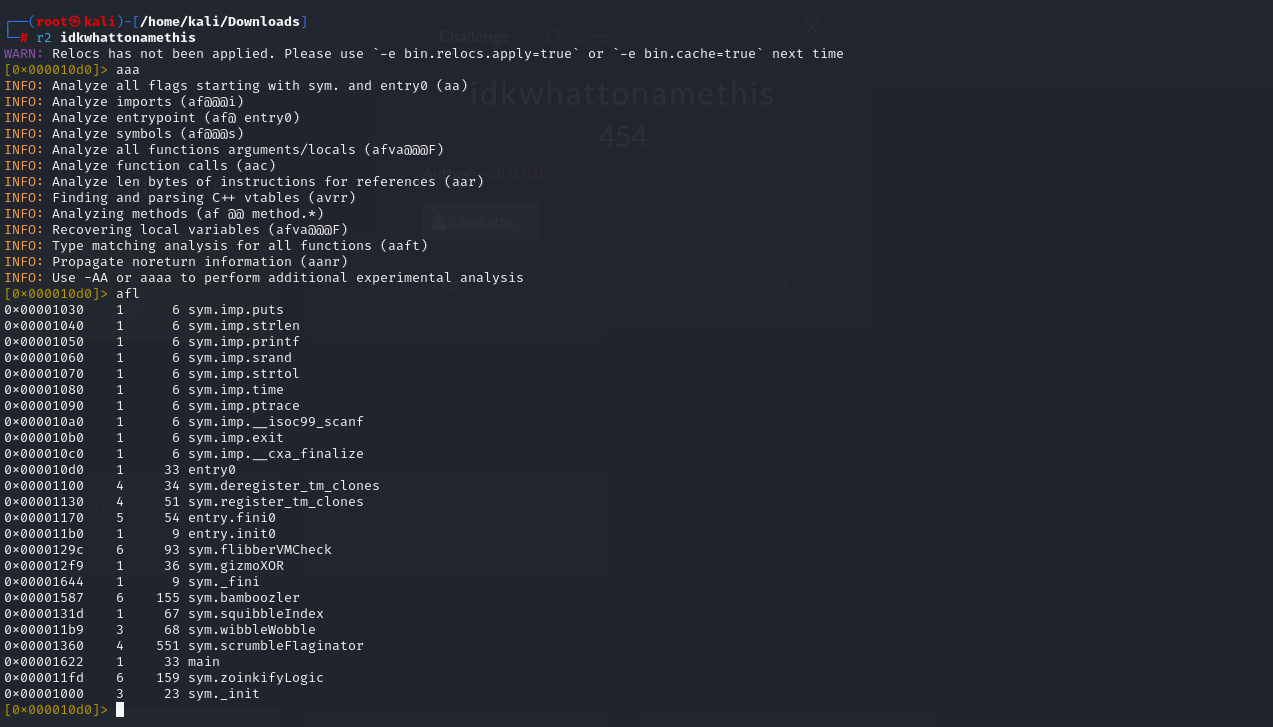 ┌──(root㉿kali)-[/home/kali/Downloads]
└─# r2 idkwhattonamethis
WARN: Relocs has not been applied. Please use `-e bin.relocs.apply=true` or `-e bin.cache=true` next time
[0x000010d0]> aaa
INFO: Analyze all flags starting with sym. and entry0 (aa)
INFO: Analyze imports (af@@@i)
INFO: Analyze entrypoint (af@ entry0)
INFO: Analyze symbols (af@@@s)
INFO: Analyze all functions arguments/locals (afva@@@F)
INFO: Analyze function calls (aac)
INFO: Analyze len bytes of instructions for references (aar)
INFO: Finding and parsing C++ vtables (avrr)
INFO: Analyzing methods (af @@ method.*)
INFO: Recovering local variables (afva@@@F)
INFO: Type matching analysis for all functions (aaft)
INFO: Propagate noreturn information (aanr)
INFO: Use -AA or aaaa to perform additional experimental analysis
[0x000010d0]> afl
0x00001030    1      6 sym.imp.puts
0x00001040    1      6 sym.imp.strlen
0x00001050    1      6 sym.imp.printf
0x00001060    1      6 sym.imp.srand
0x00001070    1      6 sym.imp.strtol
0x00001080    1      6 sym.imp.time
0x00001090    1      6 sym.imp.ptrace
0x000010a0    1      6 sym.imp.__isoc99_scanf
0x000010b0    1      6 sym.imp.exit
0x000010c0    1      6 sym.imp.__cxa_finalize
0x000010d0    1     33 entry0
0x00001100    4     34 sym.deregister_tm_clones
0x00001130    4     51 sym.register_tm_clones
0x00001170    5     54 entry.fini0
0x000011b0    1      9 entry.init0
0x0000129c    6     93 sym.flibberVMCheck
0x000012f9    1     36 sym.gizmoXOR
0x00001644    1      9 sym._fini
0x00001587    6    155 sym.bamboozler
0x0000131d    1     67 sym.squibbleIndex
0x000011b9    3     68 sym.wibbleWobble
0x00001360    4    551 sym.scrumbleFlaginator
0x00001622    1     33 main
0x000011fd    6    159 sym.zoinkifyLogic
0x00001000    3     23 sym._init
[0x000010d0]>
Challenge
17 Solves
idkwhattonamethis
454
idkwhatto...
Submit